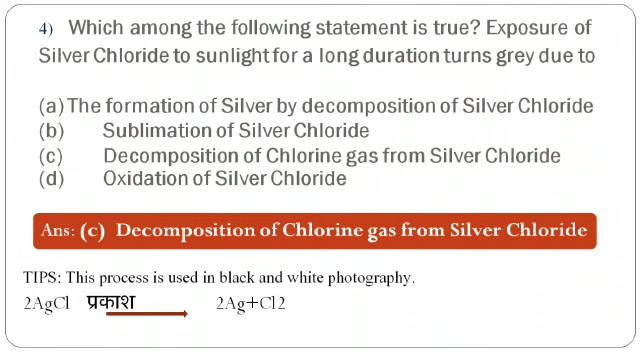 4) Which among the following statement is true? Exposure of
Silver Chloride to sunlight for a long duration turns grey due to
(a) The formation of Silver by decomposition of Silver Chloride
(b) Sublimation of Silver Chloride
(c) Decomposition of Chlorine gas from Silver Chloride
(d) Oxidation of Silver Chloride
Ans: (c) Decomposition of Chlorine gas from Silver Chloride
TIPS: This process is used in black and white photography.
2AgCl प्रकाश 2Ag+Cl2